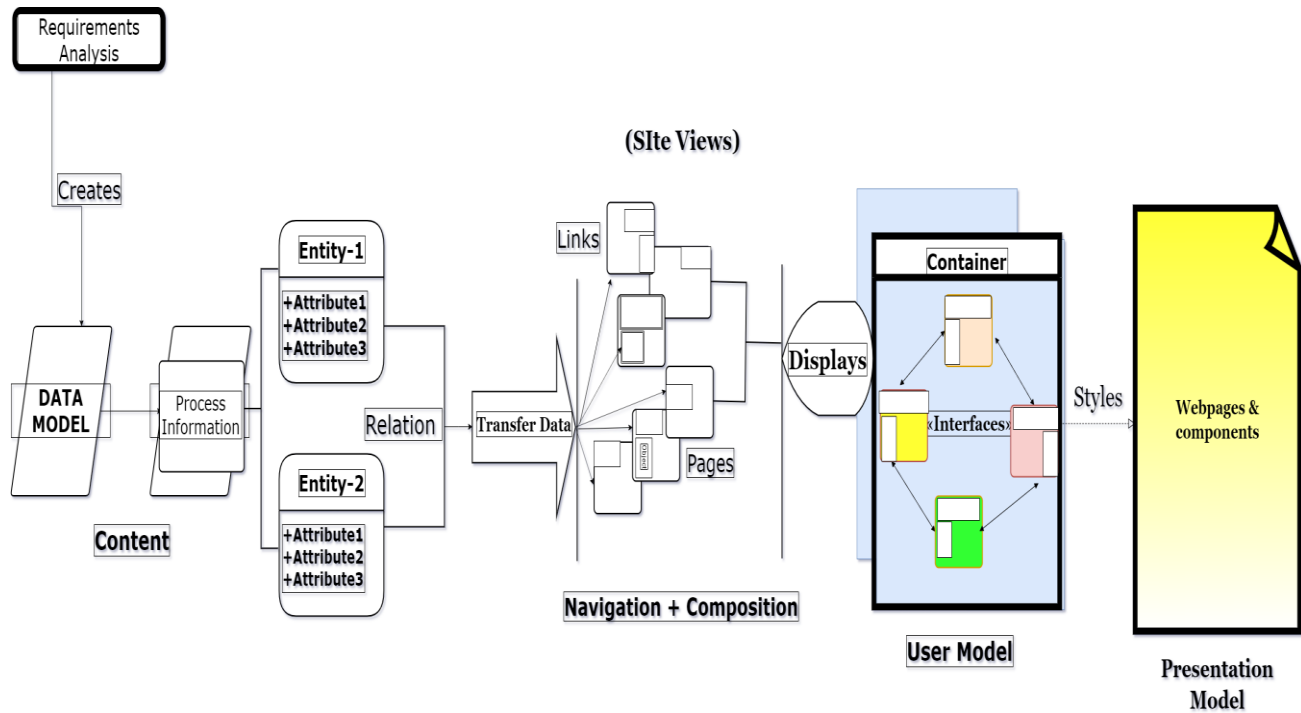 Requirements
Analysis
Creates
DATA
MODEL
Process
Information
Content
Entity-1
+Attribute1
+Attribute2
+Attribute3
Entity-2
+Attribute1
+Attribute2
+Attribute3
Relation
Transfer Data
(SIte Views)
Links
Object
Pages
Navigation + Composition
Displays
Container
«Interfaces»
User Model
Styles
Webpages &
components
Presentation
Model